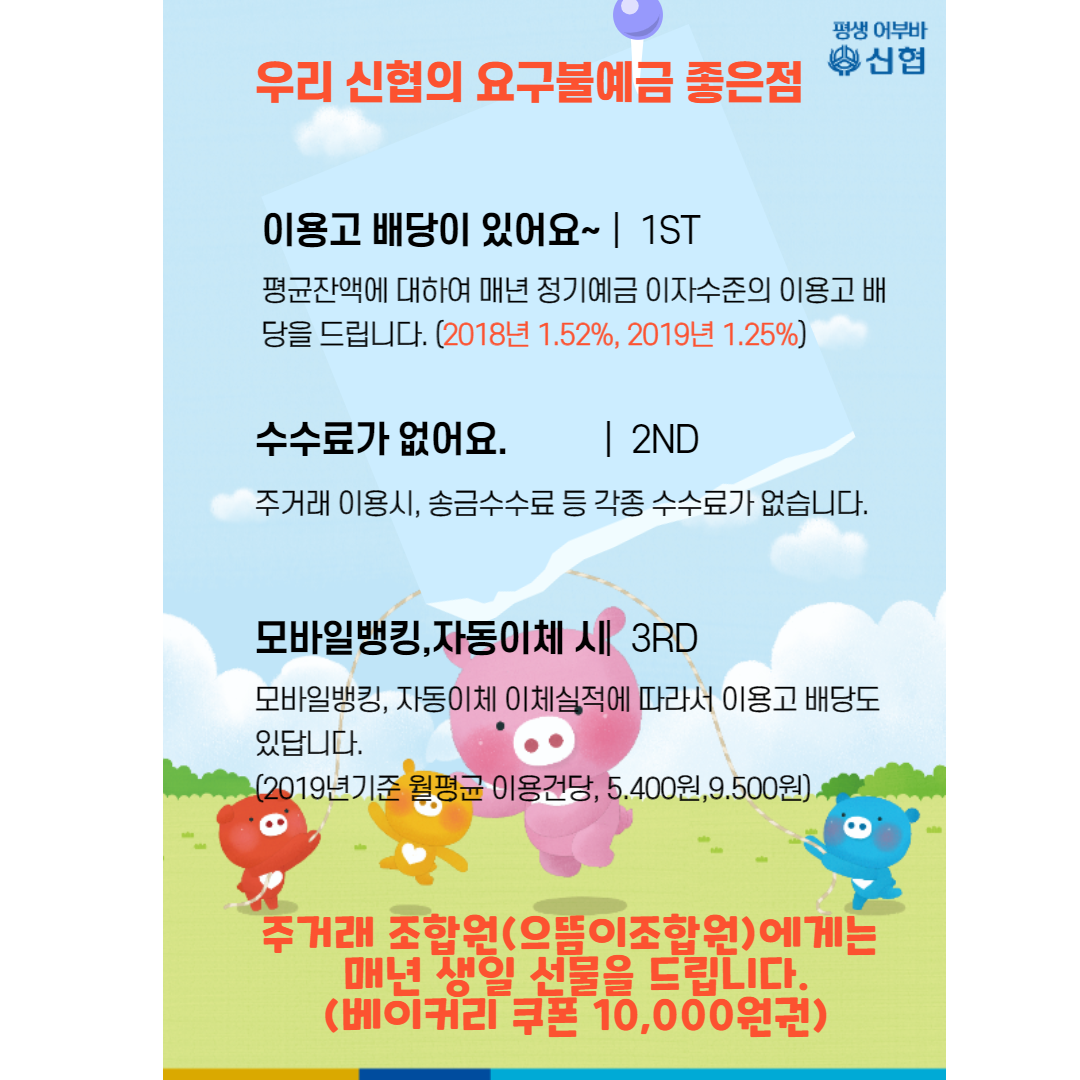 평생 어부바
신협
우리 신협의 요구불예금 좋은점
이용고 배당이 있어요~ | 1ST
평균잔액에 대하여 매년 정기예금 이자수준의 이용고 배
당을 드립니다. (2018년 1.52%, 2019년 1.25%)
수수료가 없어요. | 2ND
주거래 이용시, 송금수수료 등 각종 수수료가 없습니다.
모바일뱅킹,자동이체 시| 3RD
모바일뱅킹, 자동이체 이체실적에 따라서 이용고 배당도
있답니다.
(2019년기준 월평균 이용건당, 5.400원,9.500원)
주거래 조합원(으뜸이조합원)에게는
매년 생일 선물을 드립니다.
(베이커리 쿠폰 10,000원권)